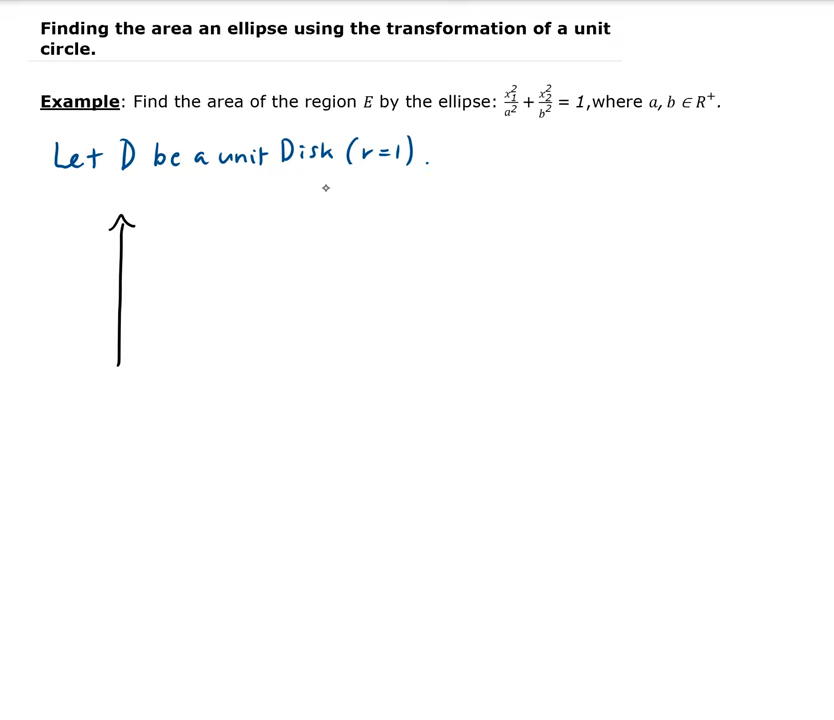 Finding the area an ellipse using the transformation of a unit
circle.
Example: Find the area of the region E by the ellipse: x₁²/a² + x₂²/b² = 1,where a, b ∈ R⁺.
Let D be a unit Disk (r=1).